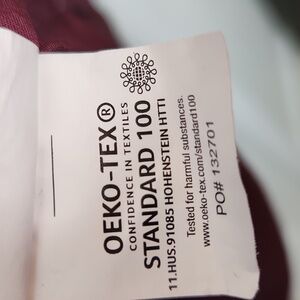 OEKO-TEX®
CONFIDENCE IN TEXTILES
STANDARD 100
11.HUS.91085 HOHENSTEIN HTTI
Tested for harmful substances.
www.oeko-tex.com/standard100
PO# 132701